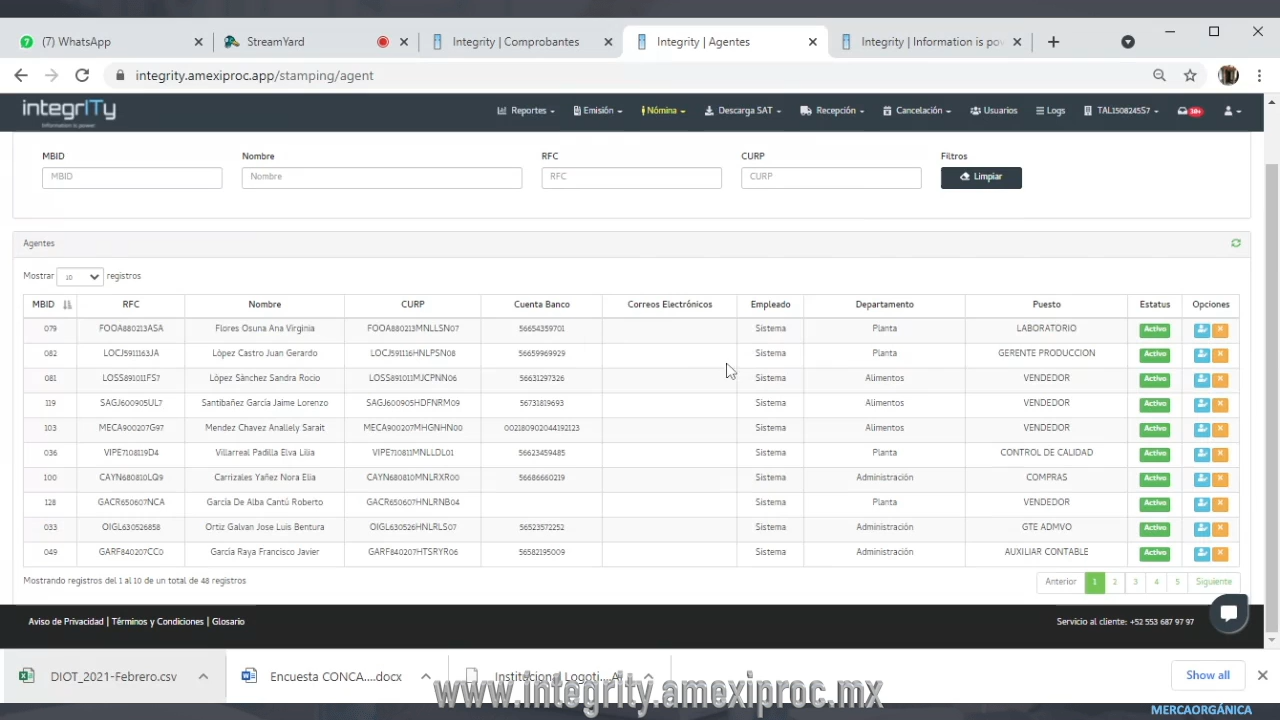 (7) WhatsApp
StreamYard
Integrity | Comprobantes
Integrity | Agentes
Integrity | Information is pow
integrity.amexiproc.app/stamping/agent
integrITy
Information is power
Reportes
Emisión
Nómina
Descarga SAT
Recepción
Cancelación
Usuarios
Logs
TAL1508245S7
MBID
Nombre
RFC
CURP
Filtros
MBID
Nombre
RFC
CURP
Limpiar
Agentes
Mostrar 10 registros
MBID RFC Nombre CURP Cuenta Banco Correos Electrónicos Empleado Departamento Puesto Estatus Opciones
079 FOOA880213ASA Flores Osuna Ana Virginia FOOA880213MNLLSN07 56654359701 Sistema Planta LABORATORIO Activo
082 LOCJ5911163JA López Castro Juan Gerardo LOCJ591116HNLPSN08 56659969929 Sistema Planta GERENTE PRODUCCION Activo
081 LOSS891011FS7 López Sánchez Sandra Rocio LOSS891011MJCPNN06 56631297326 Sistema Alimentos VENDEDOR Activo
119 SAGJ600905UL7 Santibañez García Jaime Lorenzo SAGJ600905HDFNRM09 56731819693 Sistema Alimentos VENDEDOR Activo
103 MECA900207G97 Mendez Chavez Anallely Sarait MECA900207MHGNHN00 002180902044192123 Sistema Alimentos VENDEDOR Activo
036 VIPE7108119D4 Villarreal Padilla Elva Lilia VIPE710811MNLLDL01 56623459485 Sistema Planta CONTROL DE CALIDAD Activo
100 CAYN680810LQ9 Carrizales Yañez Nora Elia CAYN680810MNLRXR00 56686660219 Sistema Administración COMPRAS Activo
128 GACR650607NCA García De Alba Cantú Roberto GACR650607HNLRNB04 Sistema Planta VENDEDOR Activo
033 OIGL630526858 Ortiz Galvan Jose Luis Bentura OIGL630526HNLRLS07 56523572252 Sistema Administración GTE ADMVO Activo
049 GARF840207CC0 García Raya Francisco Javier GARF840207HTSRYR06 56582195009 Sistema Administración AUXILIAR CONTABLE Activo
Mostrando registros del 1 al 10 de un total de 48 registros
Anterior 1 2 3 4 5 Siguiente
Aviso de Privacidad | Términos y Condiciones | Glosario
Servicio al cliente: +52 553 687 97 97
DIOT_2021-Febrero.csv
Encuesta CONCA....docx
Institucional Logoti....
Show all
www.integrity.amexiproc.mx
MERCAORGÁNICA